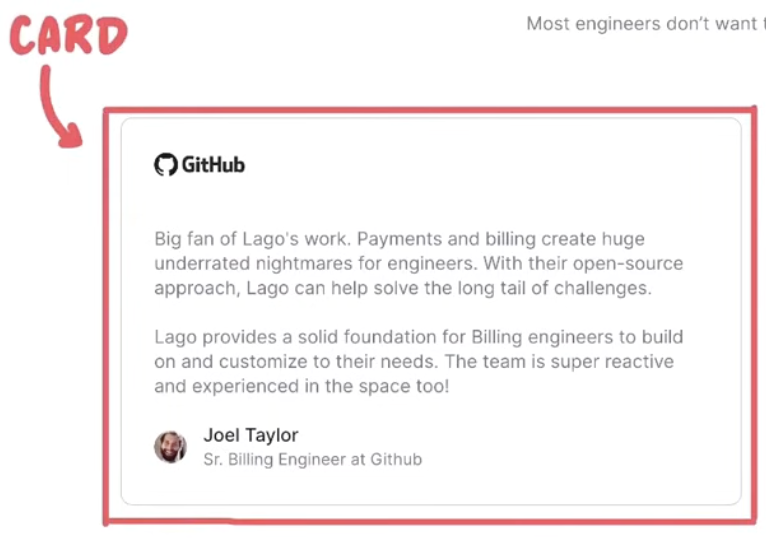 CARD
Most engineers don't want
GitHub
Big fan of Lago's work. Payments and billing create huge
underrated nightmares for engineers. With their open-source
approach, Lago can help solve the long tail of challenges.
Lago provides a solid foundation for Billing engineers to build
on and customize to their needs. The team is super reactive
and experienced in the space too!
Joel Taylor
Sr. Billing Engineer at Github